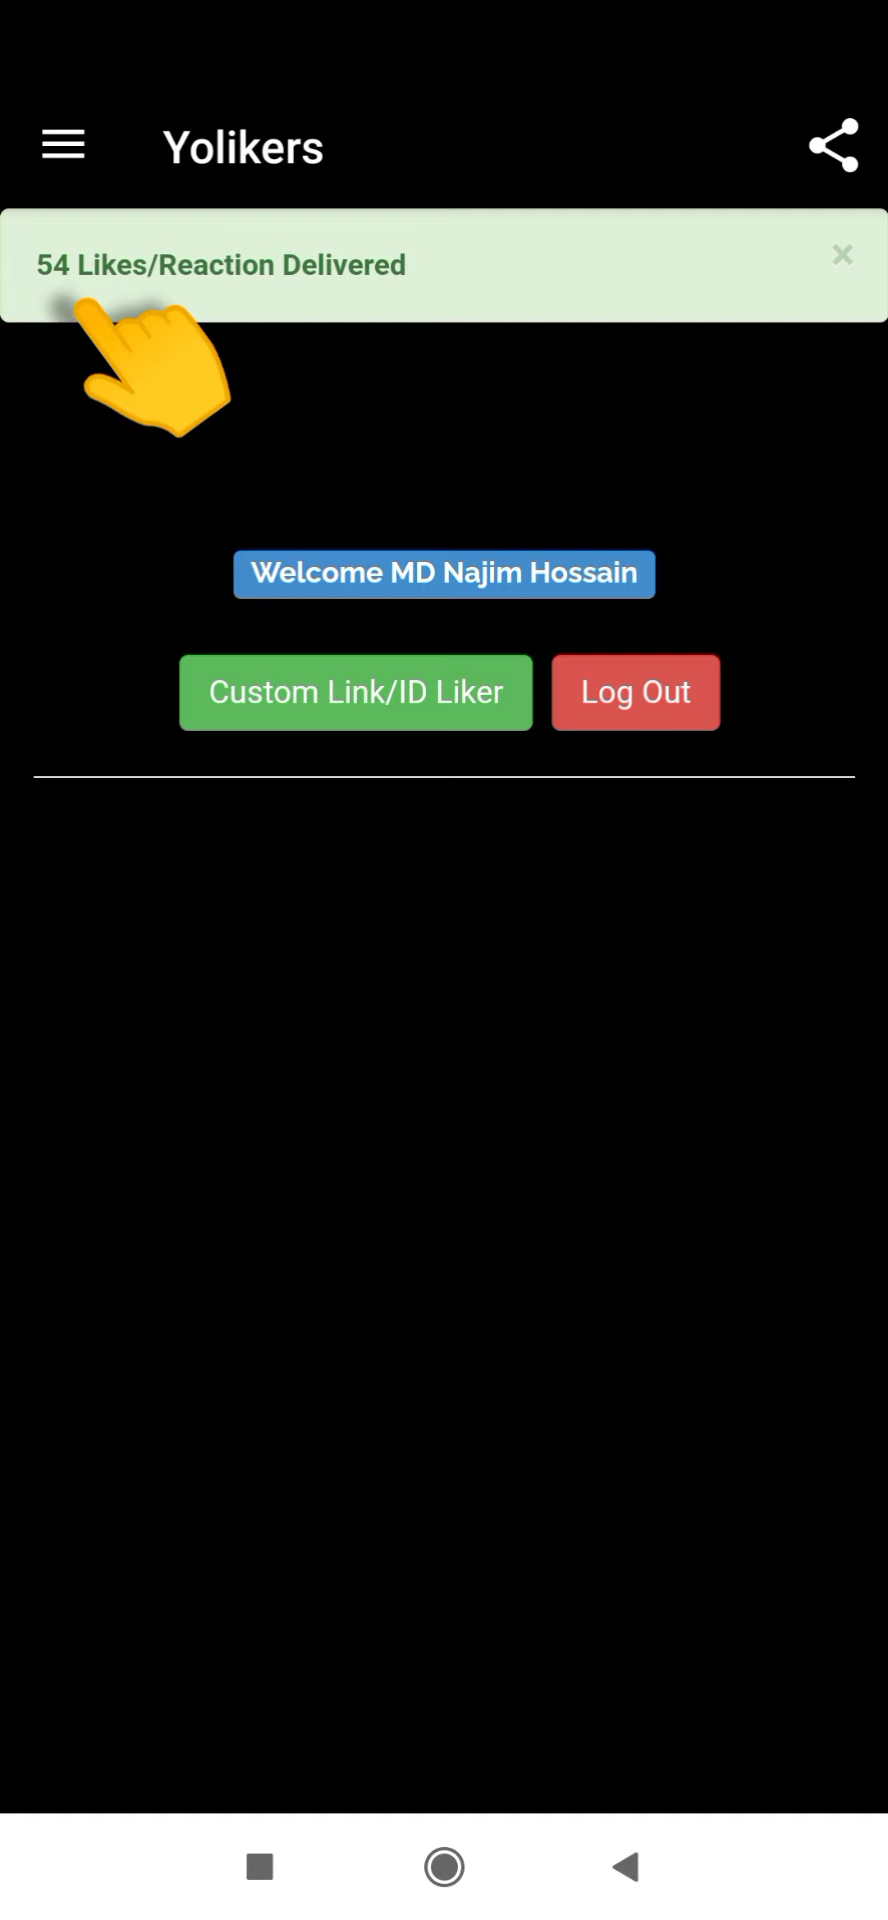 Yolikers
54 Likes/Reaction Delivered
Welcome MD Najim Hossain
Custom Link/ID Liker
Log Out